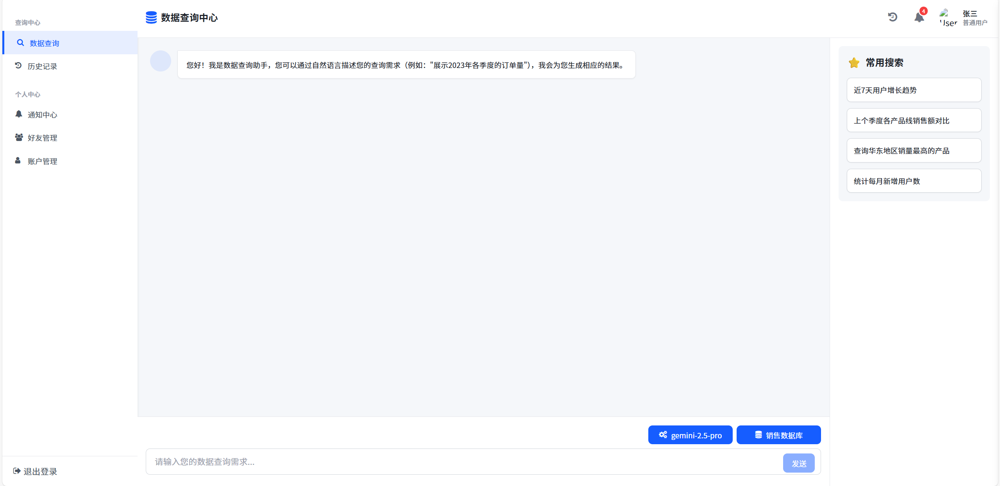 查询中心
数据查询
历史记录
个人中心
通知中心
好友管理
账户管理
退出登录
数据查询中心
4
User
张三
普通用户
您好！我是数据查询助手，您可以通过自然语言描述您的查询需求（例如："展示2023年各季度的订单量"），我会为您生成相应的结果。
常用搜索
近7天用户增长趋势
上个季度各产品线销售额对比
查询华东地区销量最高的产品
统计每月新增用户数
gemini-2.5-pro
销售数据库
请输入您的数据查询需求...
发送